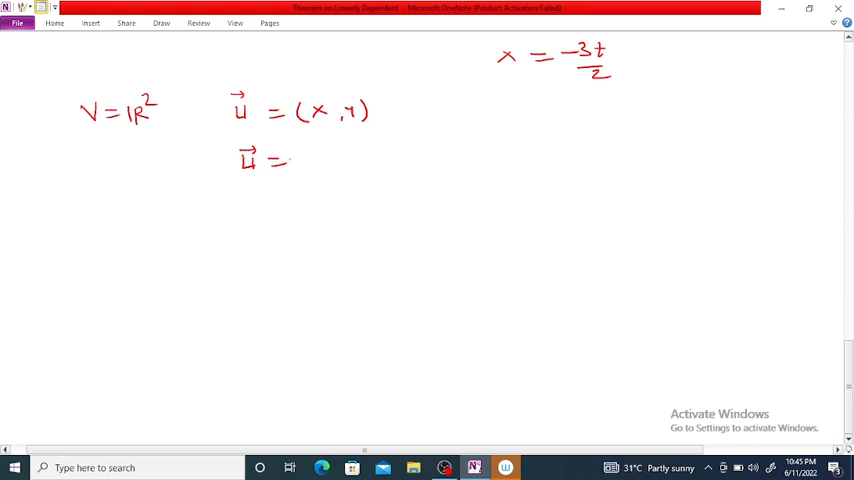 Theorem on Linearly Dependent - Microsoft OneNote (Product Activation Failed)
File Home Insert Share Draw Review View Pages
x = -3t/2
V = IR² u⃗ = (x, y)
u⃗ =
Activate Windows
Go to Settings to activate Windows.
Type here to search
31°C Partly sunny
10:45 PM
6/11/2022
3